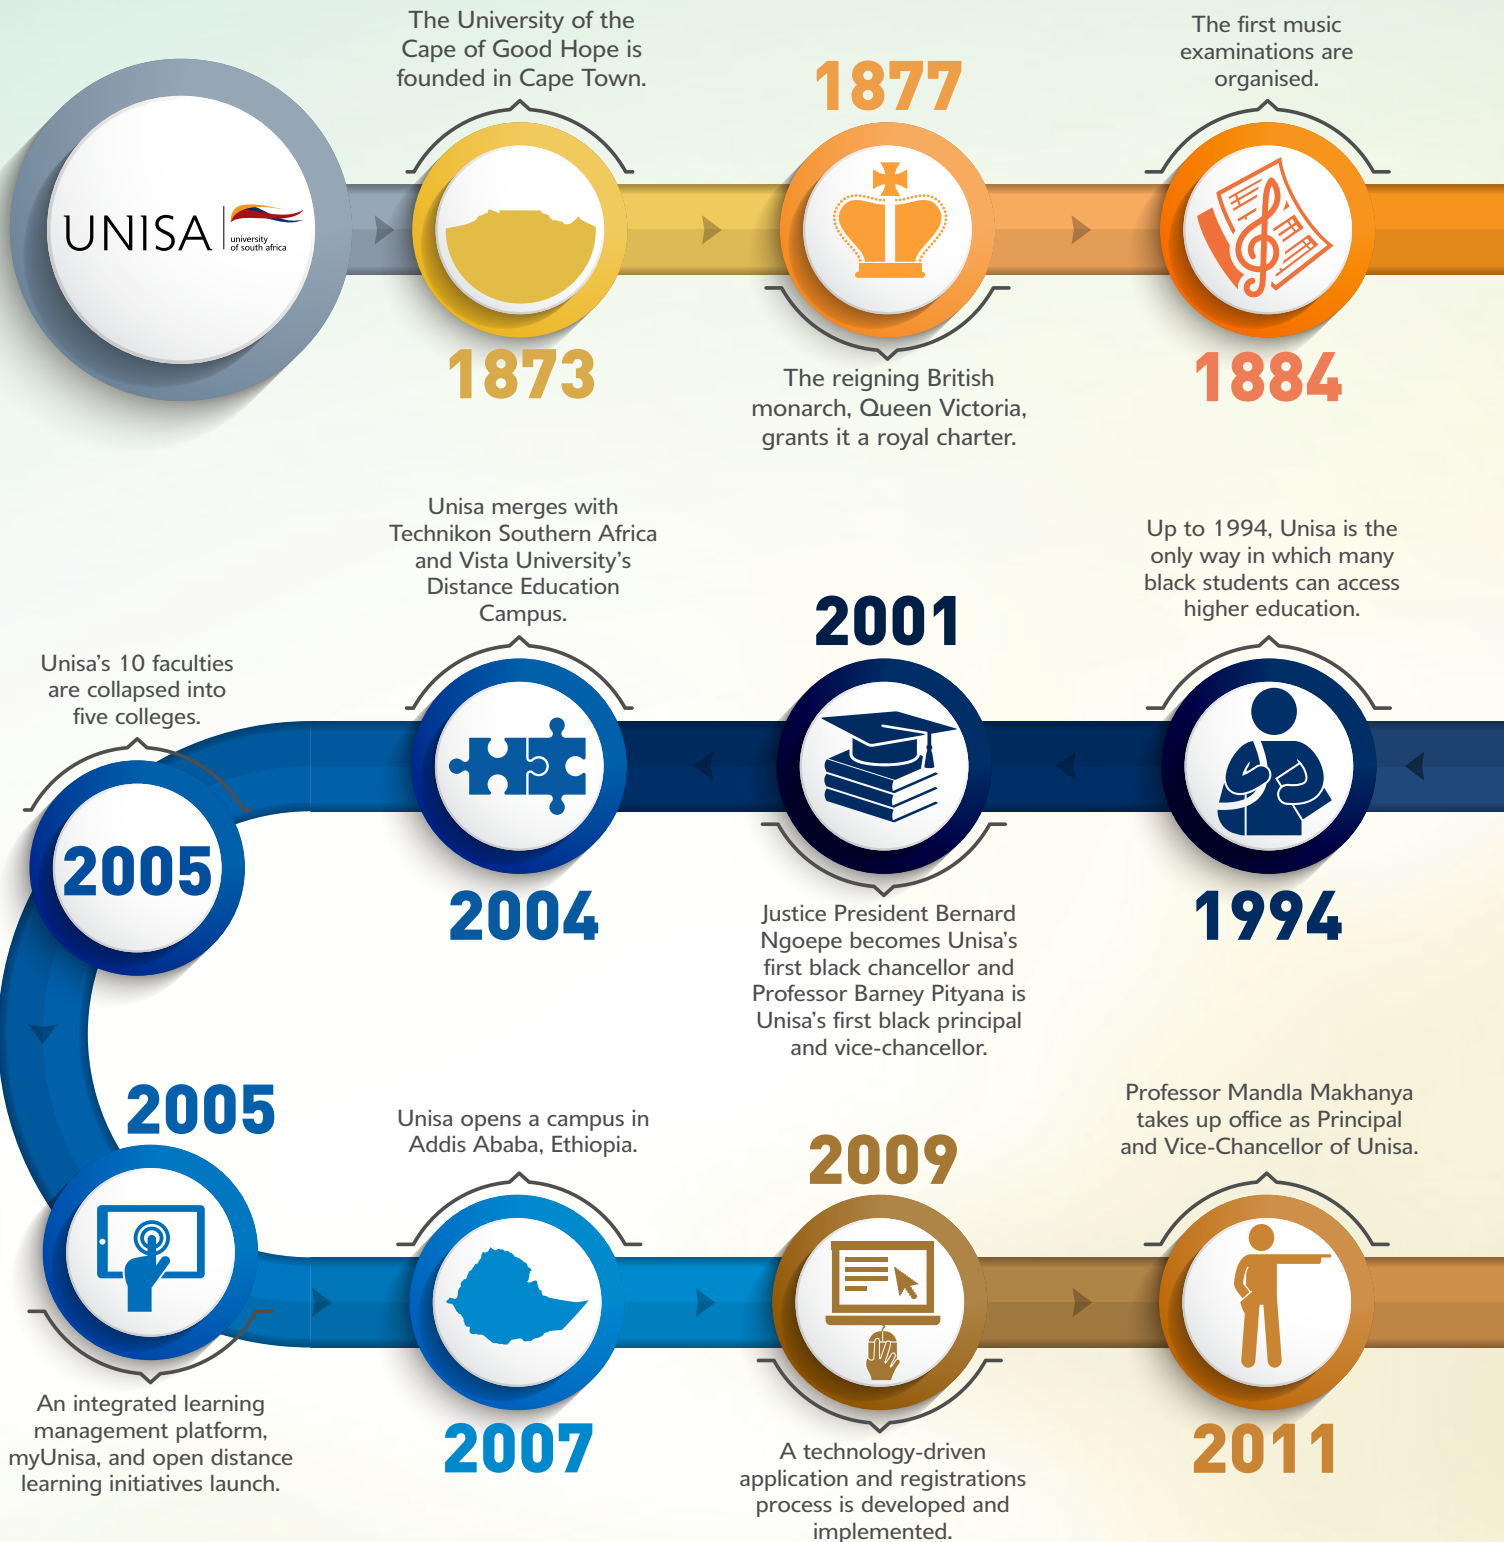 UNISA
university
of south africa
The University of the
Cape of Good Hope is
founded in Cape Town.
1873
1877
The reigning British
monarch, Queen Victoria,
grants it a royal charter.
The first music
examinations are
organised.
1884
Up to 1994, Unisa is the
only way in which many
black students can access
higher education.
1994
2001
Justice President Bernard
Ngoepe becomes Unisa’s
first black chancellor and
Professor Barney Pityana is
Unisa’s first black principal
and vice-chancellor.
Unisa merges with
Technikon Southern Africa
and Vista University’s
Distance Education
Campus.
2004
Unisa’s 10 faculties
are collapsed into
five colleges.
2005
2005
An integrated learning
management platform,
myUnisa, and open distance
learning initiatives launch.
Unisa opens a campus in
Addis Ababa, Ethiopia.
2007
2009
A technology-driven
application and registrations
process is developed and
implemented.
Professor Mandla Makhanya
takes up office as Principal
and Vice-Chancellor of Unisa.
2011